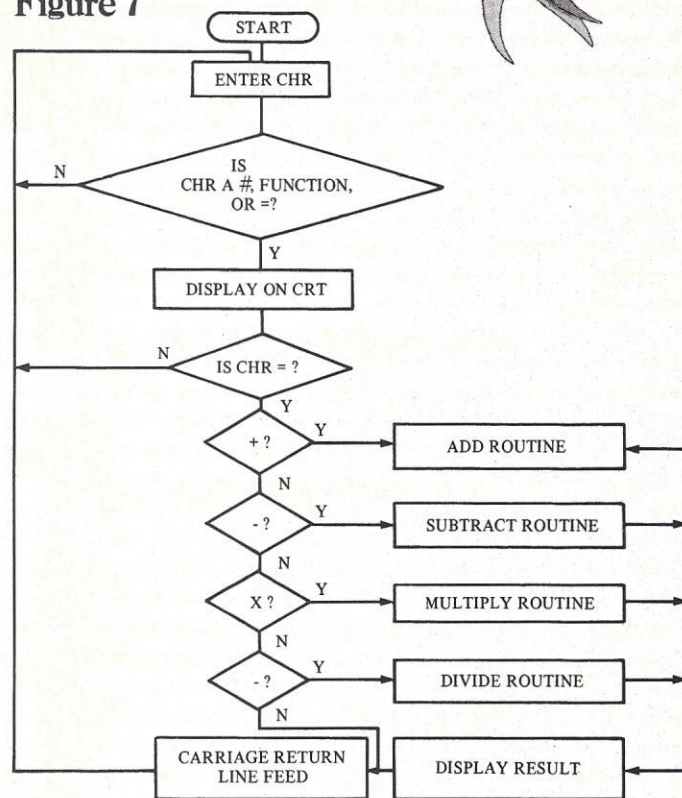 Figure 7
START
ENTER CHR
IS
CHR A #, FUNCTION,
OR =?
N
Y
DISPLAY ON CRT
IS CHR = ?
N
Y
+ ?
Y
ADD ROUTINE
N
- ?
Y
SUBTRACT ROUTINE
N
X ?
Y
MULTIPLY ROUTINE
N
- ?
Y
DIVIDE ROUTINE
N
CARRIAGE RETURN
LINE FEED
DISPLAY RESULT